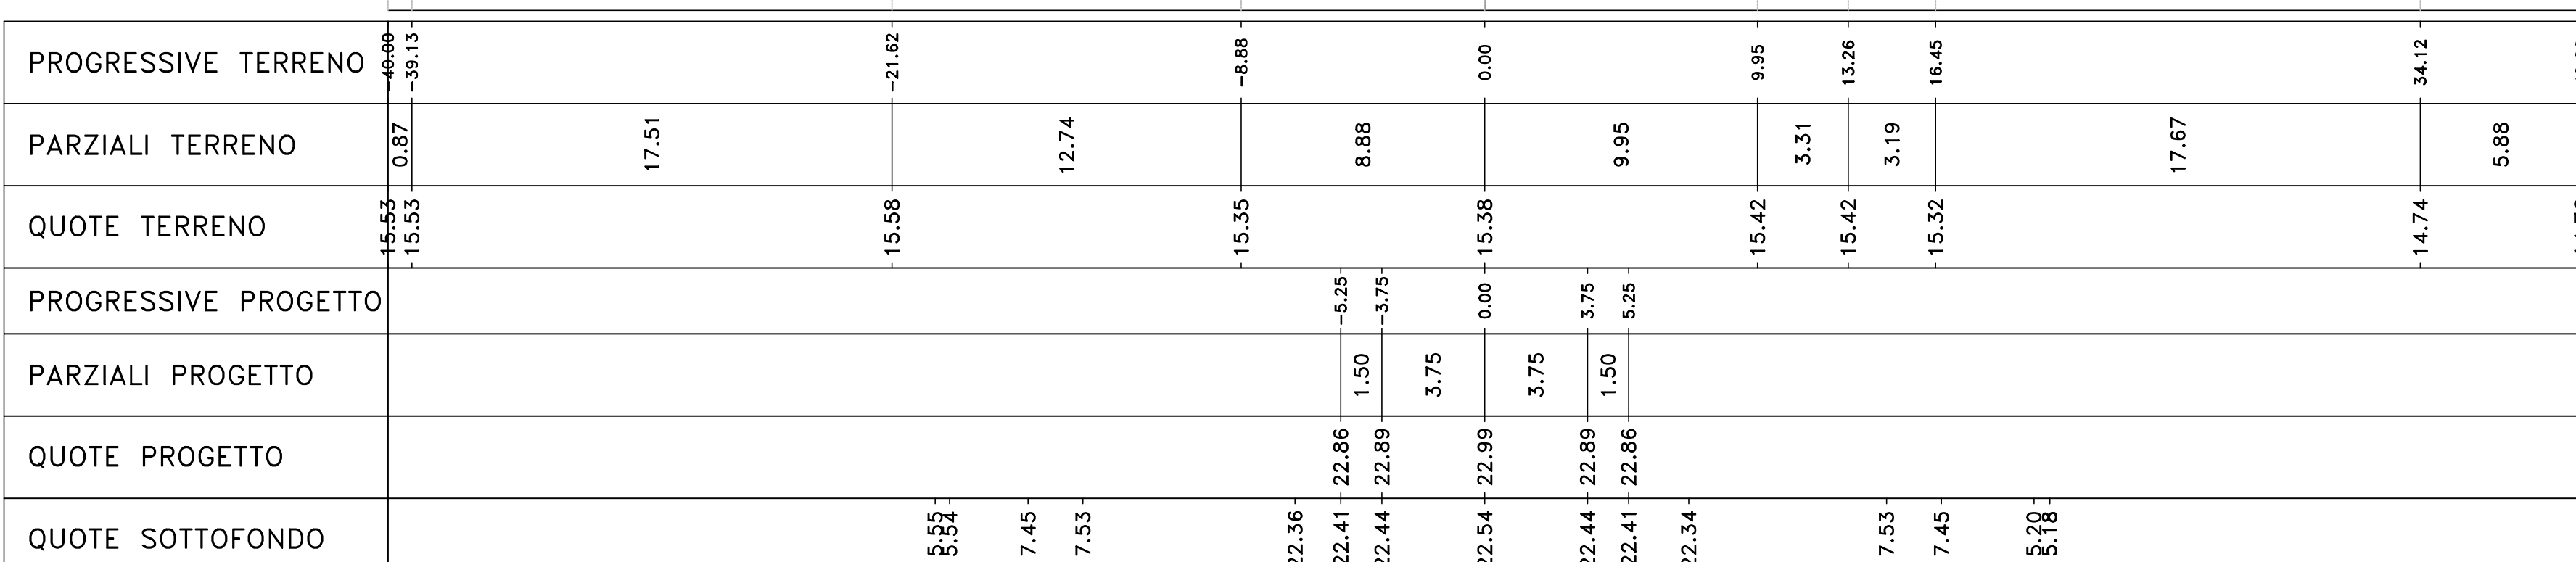 PROGRESSIVE TERRENO -40.00 -39.13 -21.62 -8.88 0.00 9.95 13.26 16.45 34.12
PARZIALI TERRENO 0.87 17.51 12.74 8.88 9.95 3.31 3.19 17.67 5.88
QUOTE TERRENO 15.53 15.53 15.58 15.35 15.38 15.42 15.42 15.32 14.74
PROGRESSIVE PROGETTO -5.25 -3.75 0.00 3.75 5.25
PARZIALI PROGETTO 1.50 3.75 3.75 1.50
QUOTE PROGETTO 22.86 22.89 22.99 22.89 22.86
QUOTE SOTTOFONDO 5.55 5.54 7.45 7.53 22.36 22.41 22.44 22.54 22.44 22.41 22.34 7.53 7.45 5.20 5.18